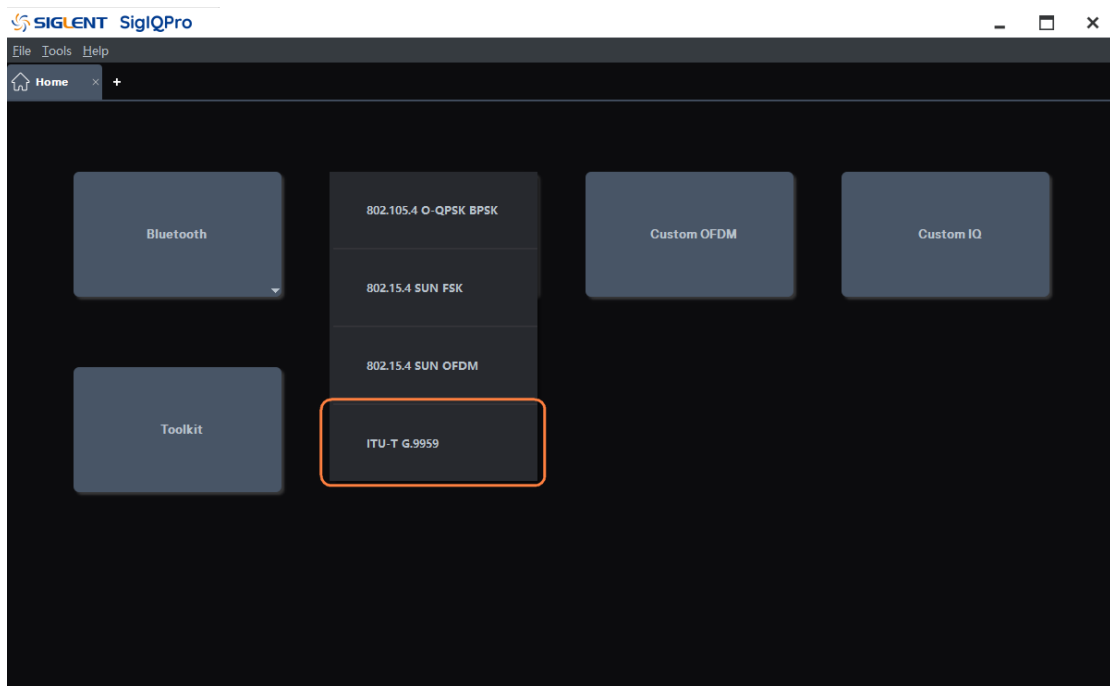 SIGLENT SigIQPro
File Tools Help
Home × +
Bluetooth
802.105.4 O-QPSK BPSK
802.15.4 SUN FSK
802.15.4 SUN OFDM
ITU-T G.9959
Custom OFDM
Custom IQ
Toolkit